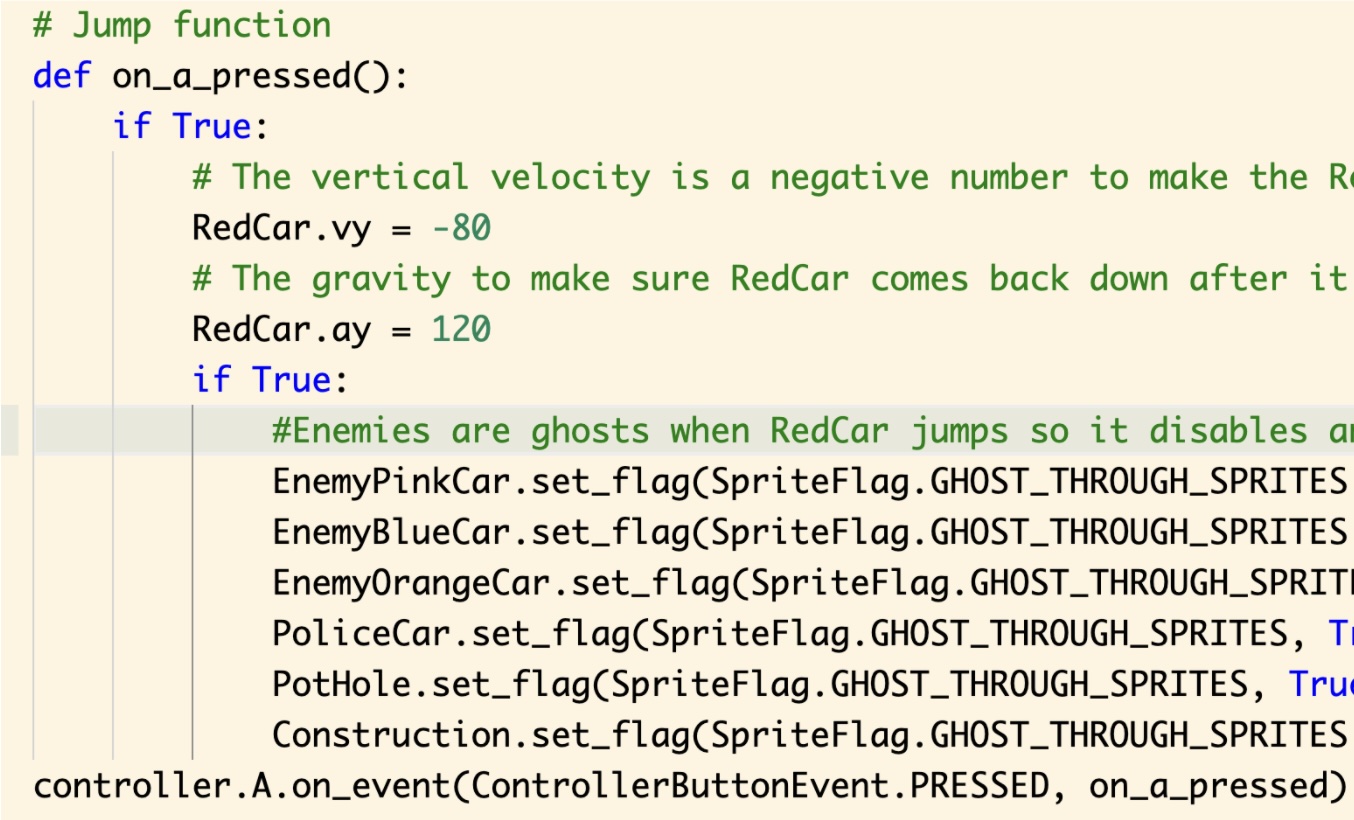 # Jump function
def on_a_pressed():
if True:
# The vertical velocity is a negative number to make the
RedCar.vy = -80
# The gravity to make sure RedCar comes back down after it
RedCar.ay = 120
if True:
#Enemies are ghosts when RedCar jumps so it disables
EnemyPinkCar.set_flag(SpriteFlag.GHOST_THROUGH_SPRITES
EnemyBlueCar.set_flag(SpriteFlag.GHOST_THROUGH_SPRITES
EnemyOrangeCar.set_flag(SpriteFlag.GHOST_THROUGH_SPRIT
PoliceCar.set_flag(SpriteFlag.GHOST_THROUGH_SPRITES, Tr
PotHole.set_flag(SpriteFlag.GHOST_THROUGH_SPRITES, True
Construction.set_flag(SpriteFlag.GHOST_THROUGH_SPRITES
controller.A.on_event(ControllerButtonEvent.PRESSED, on_a_pressed)